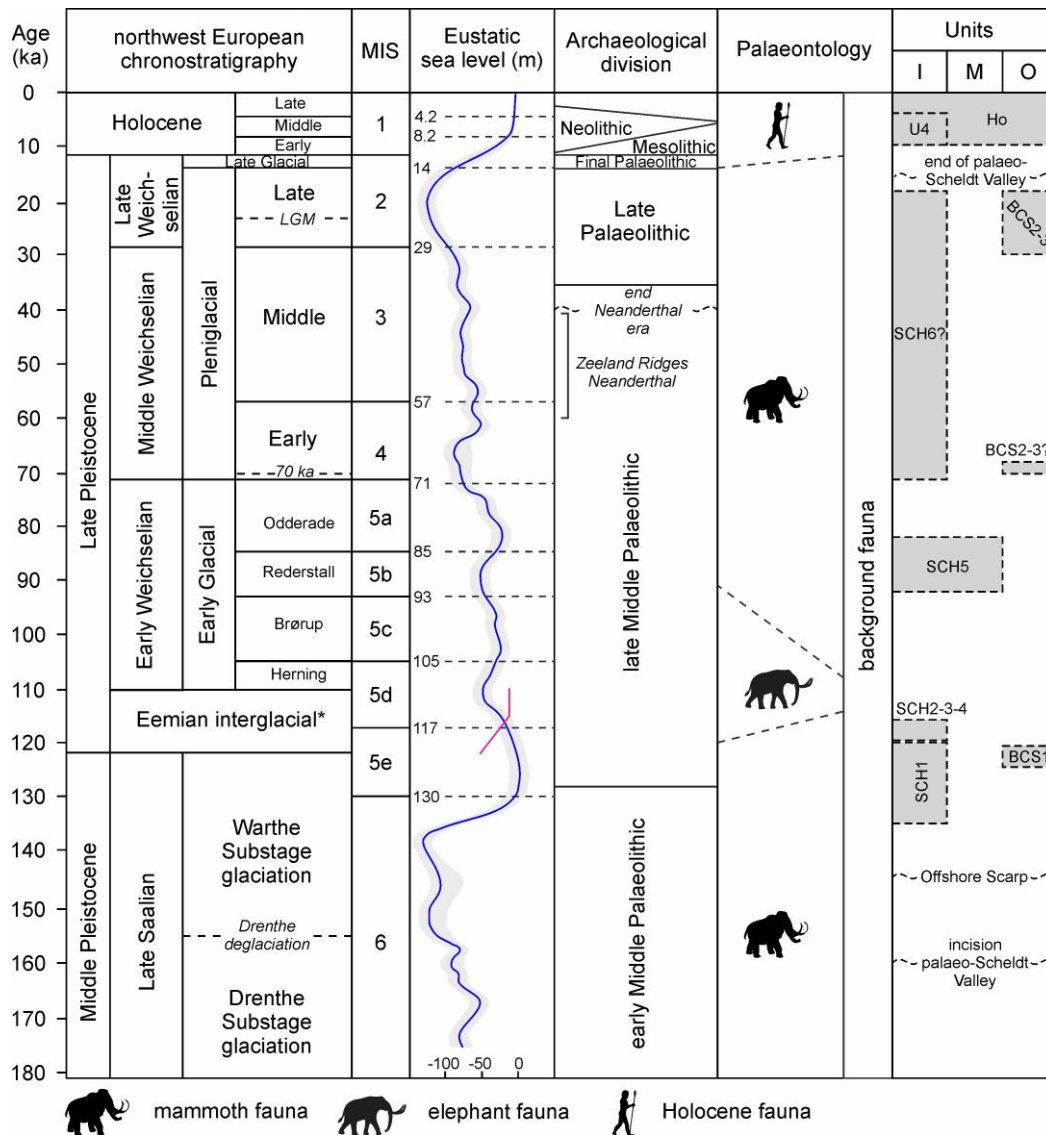 Age
(ka)
northwest European
chronostratigraphy
MIS
Eustatic
sea level (m)
Archaeological
division
Palaeontology
Units
I M O
0
10
20
30
40
50
60
70
80
90
100
110
120
130
140
150
160
170
180
Holocene
Late
Middle
Early
Late Pleistocene
Late
Weich-
selian
Middle Weichselian
Early Weichselian
Late Glacial
Pleniglacial
Late
LGM
Middle
Early
70 ka
Early Glacial
Odderade
Rederstall
Brørup
Herning
Eemian interglacial*
Middle Pleistocene
Late Saalian
Warthe
Substage
glaciation
Drenthe
deglaciation
Drenthe
Substage
glaciation
1
2
3
4
5a
5b
5c
5d
5e
6
4.2
8.2
14
29
57
71
85
93
105
117
130
-100 -50 0
Neolithic
Mesolithic
Final Palaeolithic
Late
Palaeolithic
end
Neanderthal
era
Zeeland Ridges
Neanderthal
late Middle Palaeolithic
early Middle Palaeolithic
background fauna
Ho
U4
end of palaeo-
Scheldt Valley
BCS2-3
SCH6?
BCS2-3?
SCH5
SCH2-3-4
BCS1
SCH1
Offshore Scarp
incision
palaeo-Scheldt
Valley
mammoth fauna elephant fauna Holocene fauna